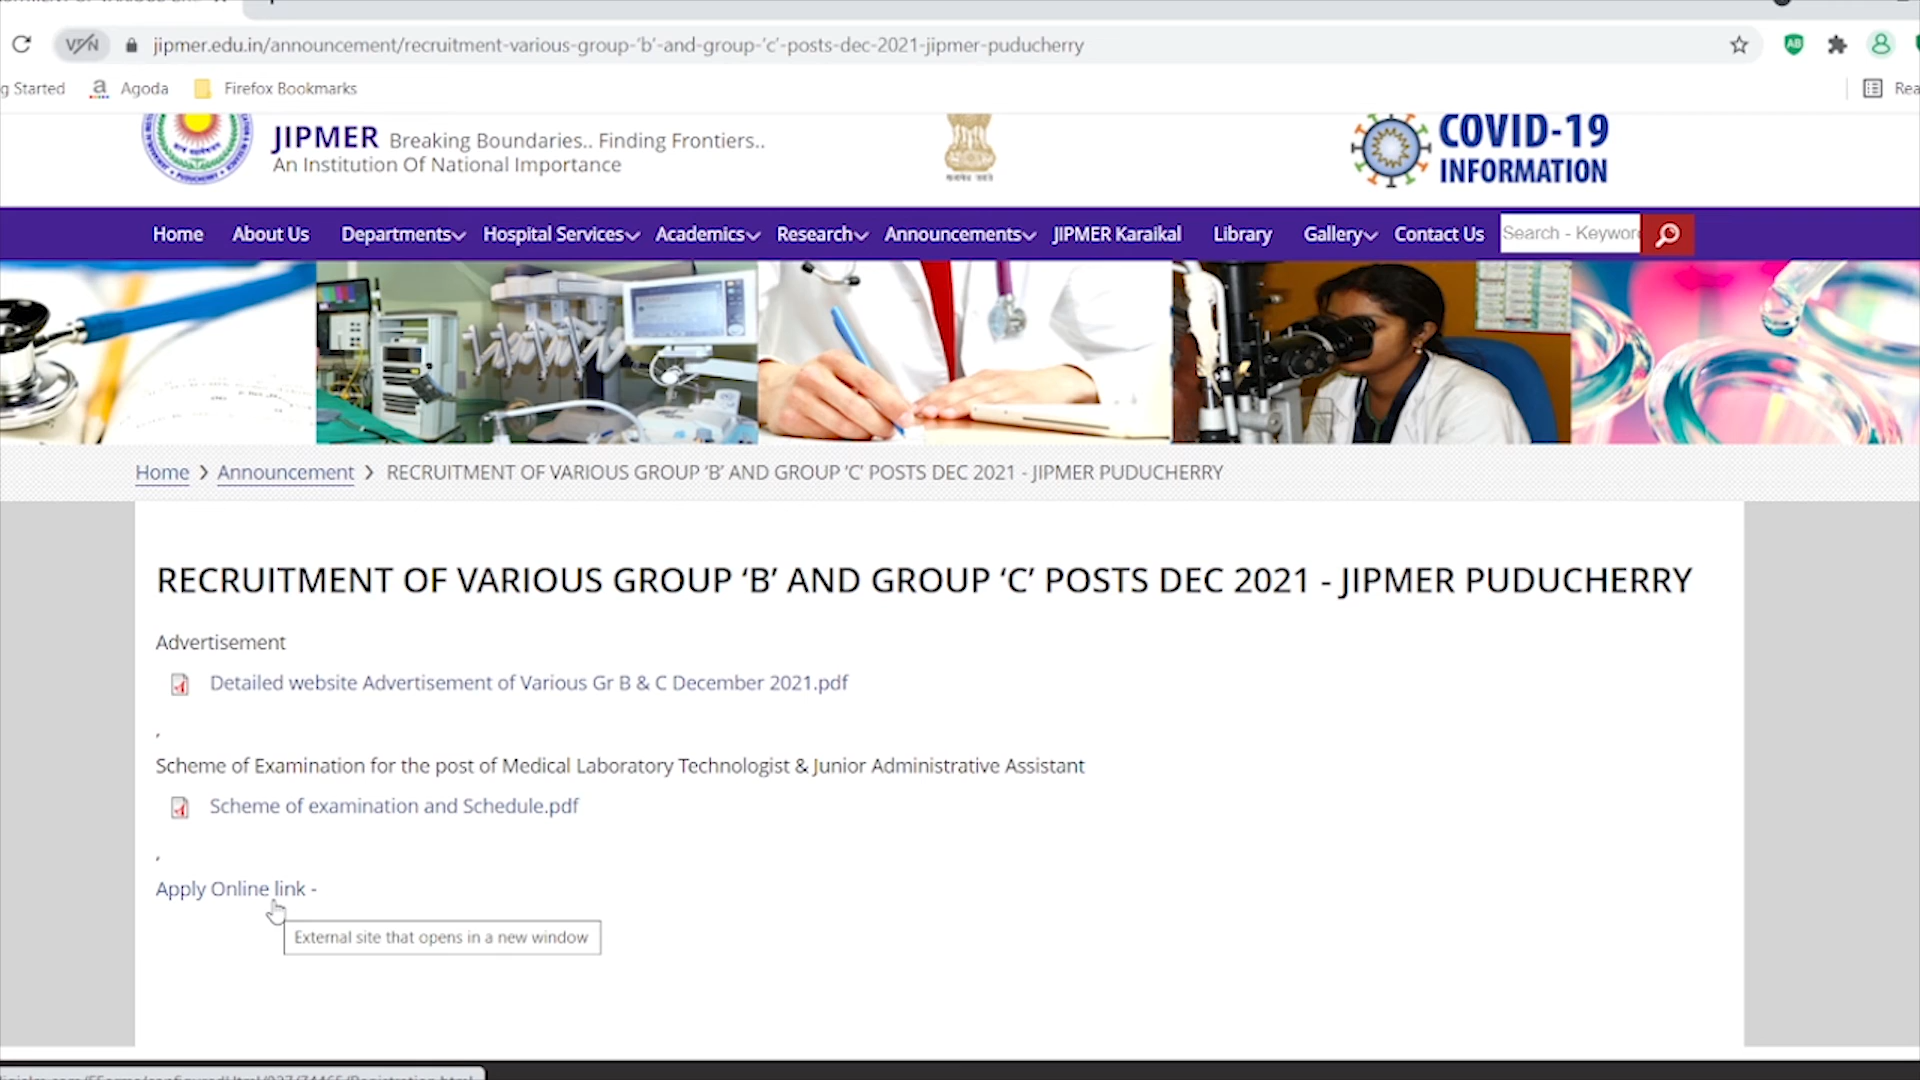 jipmer.edu.in/announcement/recruitment-various-group-'b'-and-group-'c'-posts-dec-2021-jipmer-puducherry
g Started
Agoda
Firefox Bookmarks
Rea
JIPMER Breaking Boundaries.. Finding Frontiers..
An Institution Of National Importance
COVID-19
INFORMATION
Home About Us Departments Hospital Services Academics Research Announcements JIPMER Karaikal Library Gallery Contact Us Search - Keyword
Home > Announcement > RECRUITMENT OF VARIOUS GROUP ‘B’ AND GROUP ‘C’ POSTS DEC 2021 - JIPMER PUDUCHERRY
RECRUITMENT OF VARIOUS GROUP ‘B’ AND GROUP ‘C’ POSTS DEC 2021 - JIPMER PUDUCHERRY
Advertisement
Detailed website Advertisement of Various Gr B & C December 2021.pdf
,
Scheme of Examination for the post of Medical Laboratory Technologist & Junior Administrative Assistant
Scheme of examination and Schedule.pdf
,
Apply Online link -
External site that opens in a new window